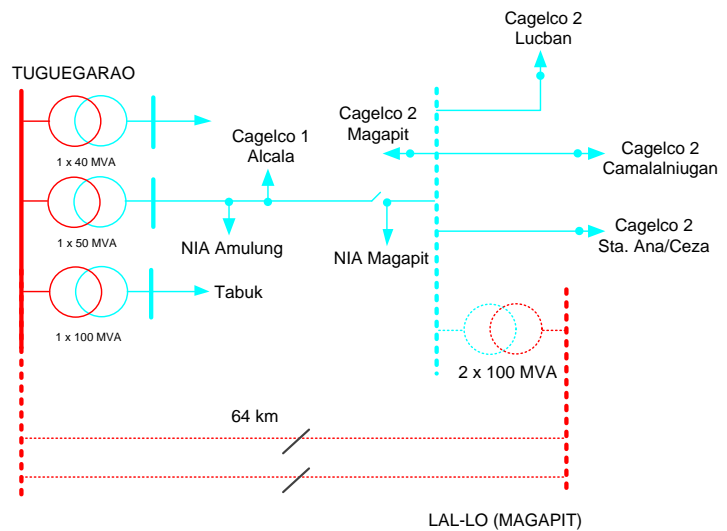 Cagelco 2
Lucban
TUGUEGARAO
1 x 40 MVA
Cagelco 1
Alcala
Cagelco 2
Magapit
Cagelco 2
Camalalniugan
1 x 50 MVA
NIA Amulung
NIA Magapit
Cagelco 2
Sta. Ana/Ceza
Tabuk
1 x 100 MVA
2 x 100 MVA
64 km
LAL-LO (MAGAPIT)